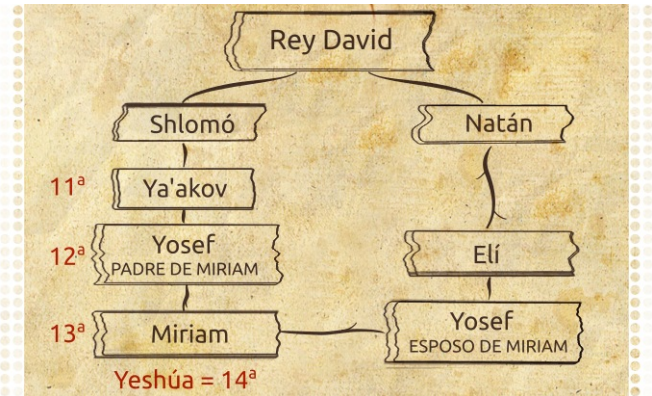 Rey David
Shlomó
Natán
11ª
Ya'akov
12ª
Yosef
PADRE DE MIRIAM
Elí
13ª
Miriam
Yosef
ESPOSO DE MIRIAM
Yeshúa = 14ª